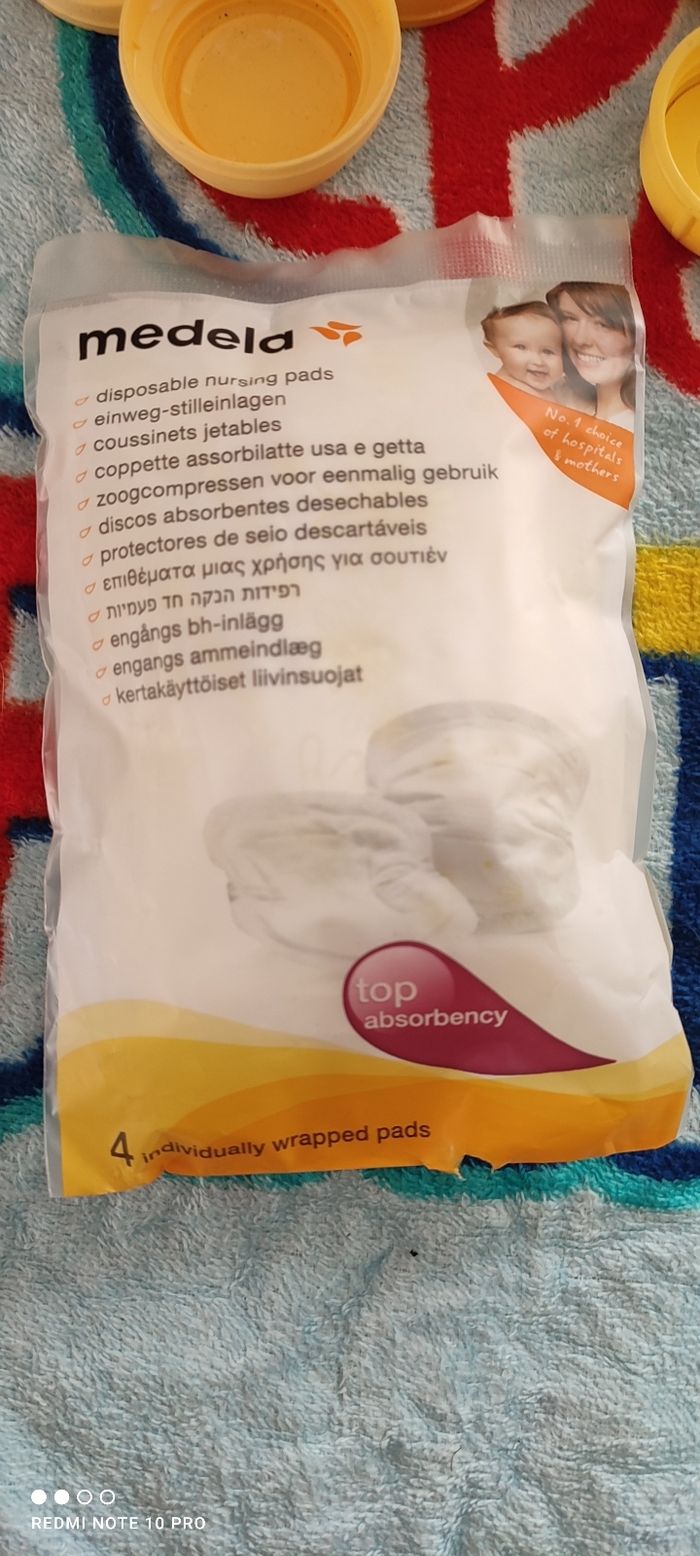 medela
disposable nursing pads
einweg-stilleinlagen
coussinets jetables
coppette assorbilatte usa e getta
zoogcompressen voor eenmalig gebruik
discos absorbentes desechables
protectores de seio descartáveis
επιθέματα μιας χρήσης για σουτιέν
רפידות הנקה חד פעמיות
engångs bh-inlägg
engangs ammeindlæg
kertakäyttöiset liivinsuojat
No. 1 choice
of hospitals
& mothers
top
absorbency
4 individually wrapped pads
REDMI NOTE 10 PRO